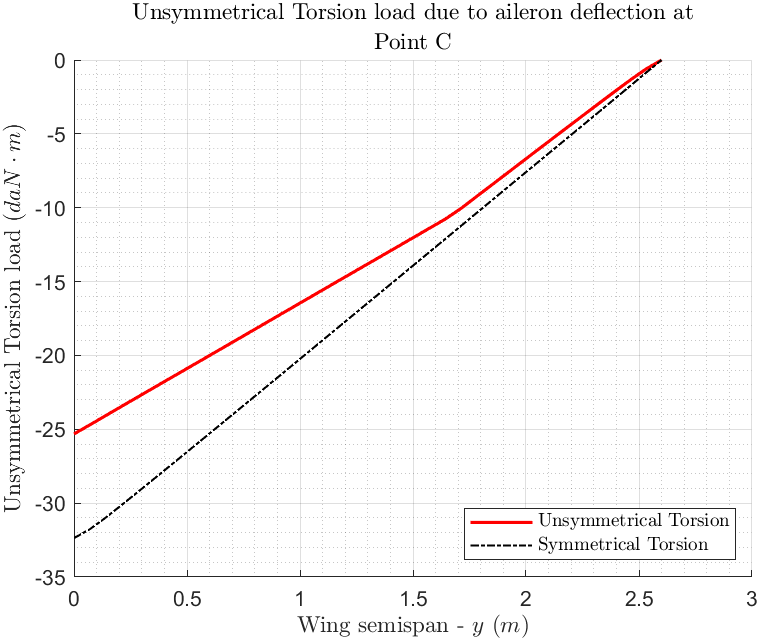 Unsymmetrical Torsion load due to aileron deflection at
Point C
Unsymmetrical Torsion load (daN · m)
0
-5
-10
-15
-20
-25
-30
-35
0 0.5 1 1.5 2 2.5 3
Wing semispan - y (m)
Unsymmetrical Torsion
Symmetrical Torsion